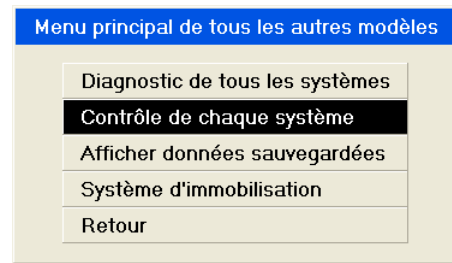 Menu principal de tous les autres modèles
Diagnostic de tous les systèmes
Contrôle de chaque système
Afficher données sauvegardées
Système d'immobilisation
Retour